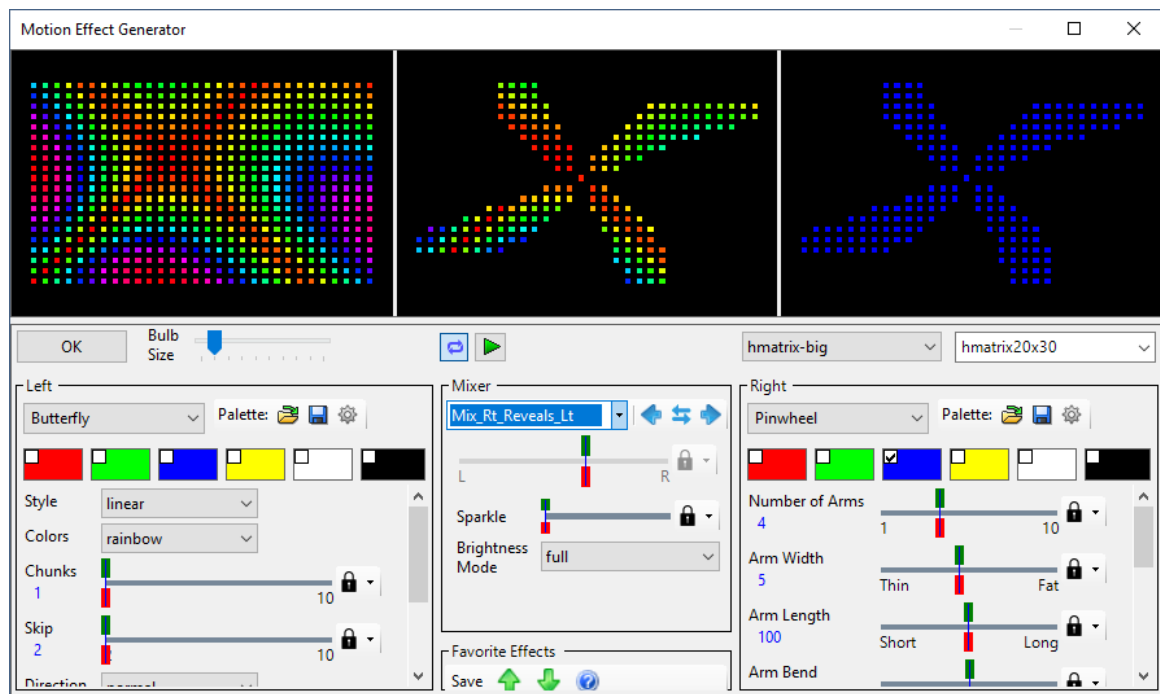 Motion Effect Generator
OK
Bulb Size
hmatrix-big
hmatrix20x30
Left
Butterfly
Palette:
Style
linear
Colors
rainbow
Chunks
1
10
Skip
2
10
Direction
normal
Mixer
Mix_Rt_Reveals_Lt
L
R
Sparkle
Brightness Mode
full
Favorite Effects
Save
Right
Pinwheel
Palette:
Number of Arms
4
1
10
Arm Width
5
Thin
Fat
Arm Length
100
Short
Long
Arm Bend